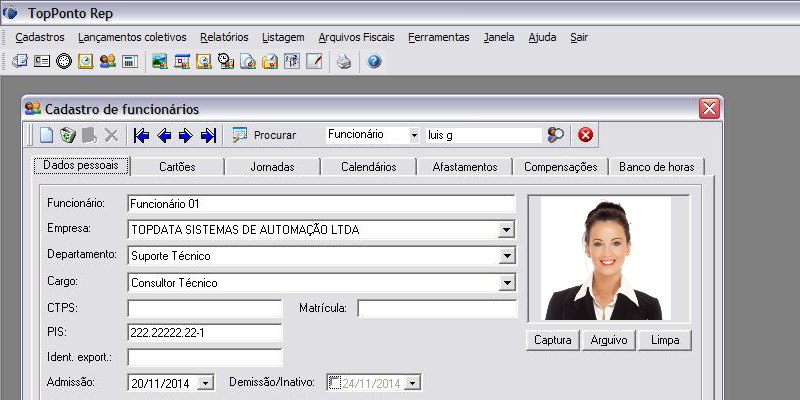 TopPonto Rep
Cadastros Lançamentos coletivos Relatórios Listagem Arquivos Fiscais Ferramentas Janela Ajuda Sair
Cadastro de funcionários
Procurar Funcionário luis g
Dados pessoais Cartões Jornadas Calendários Afastamentos Compensações Banco de horas
Funcionário: Funcionário 01
Empresa: TOPDATA SISTEMAS DE AUTOMAÇÃO LTDA
Departamento: Suporte Técnico
Cargo: Consultor Técnico
CTPS: Matrícula:
PIS: 222.22222.22-1
Captura Arquivo Limpa
Ident. export.:
Admissão: 20/11/2014 Demissão/Inativo: 24/11/2014